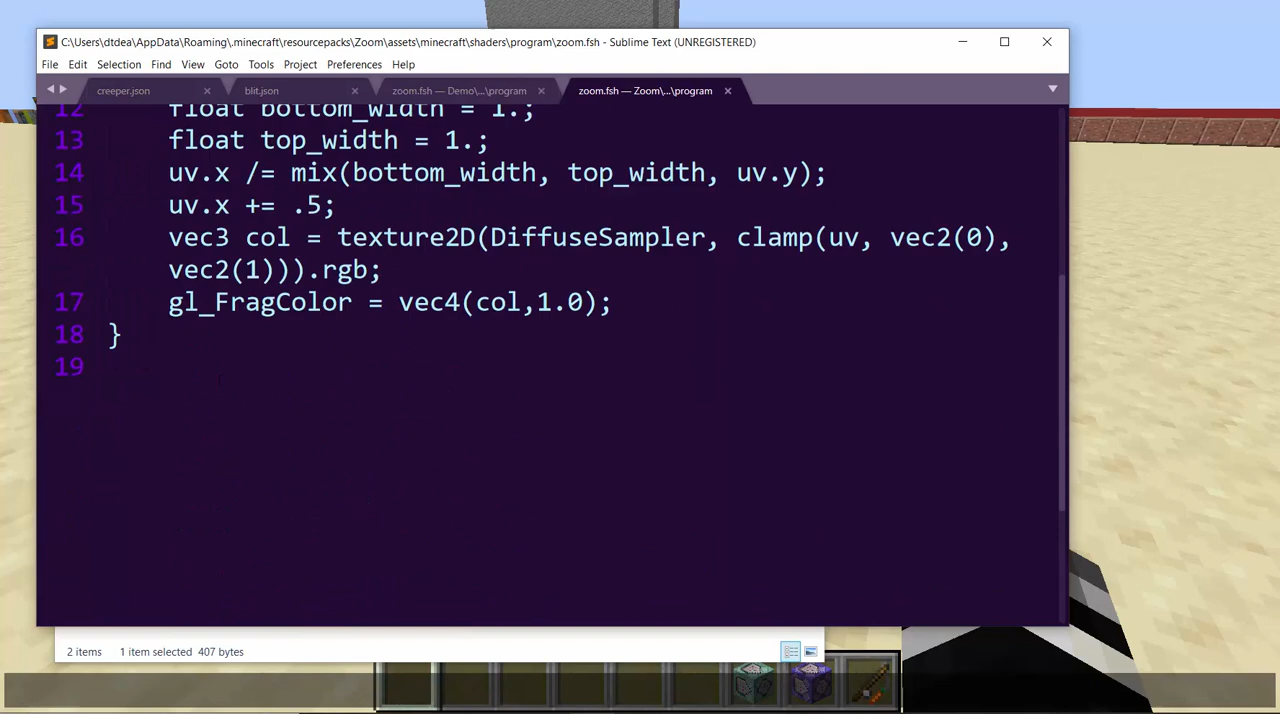 C:\Users\dtdea\AppData\Roaming\.minecraft\resourcepacks\Zoom\assets\minecraft\shaders\program\zoom.fsh - Sublime Text (UNREGISTERED)
File Edit Selection Find View Goto Tools Project Preferences Help
creeper.json blit.json zoom.fsh — Demo\...\program zoom.fsh — Zoom\...\program
12 float bottom_width = 1.;
13 float top_width = 1.;
14 uv.x /= mix(bottom_width, top_width, uv.y);
15 uv.x += .5;
16 vec3 col = texture2D(DiffuseSampler, clamp(uv, vec2(0),
vec2(1))).rgb;
17 gl_FragColor = vec4(col,1.0);
18 }
19
2 items 1 item selected 407 bytes